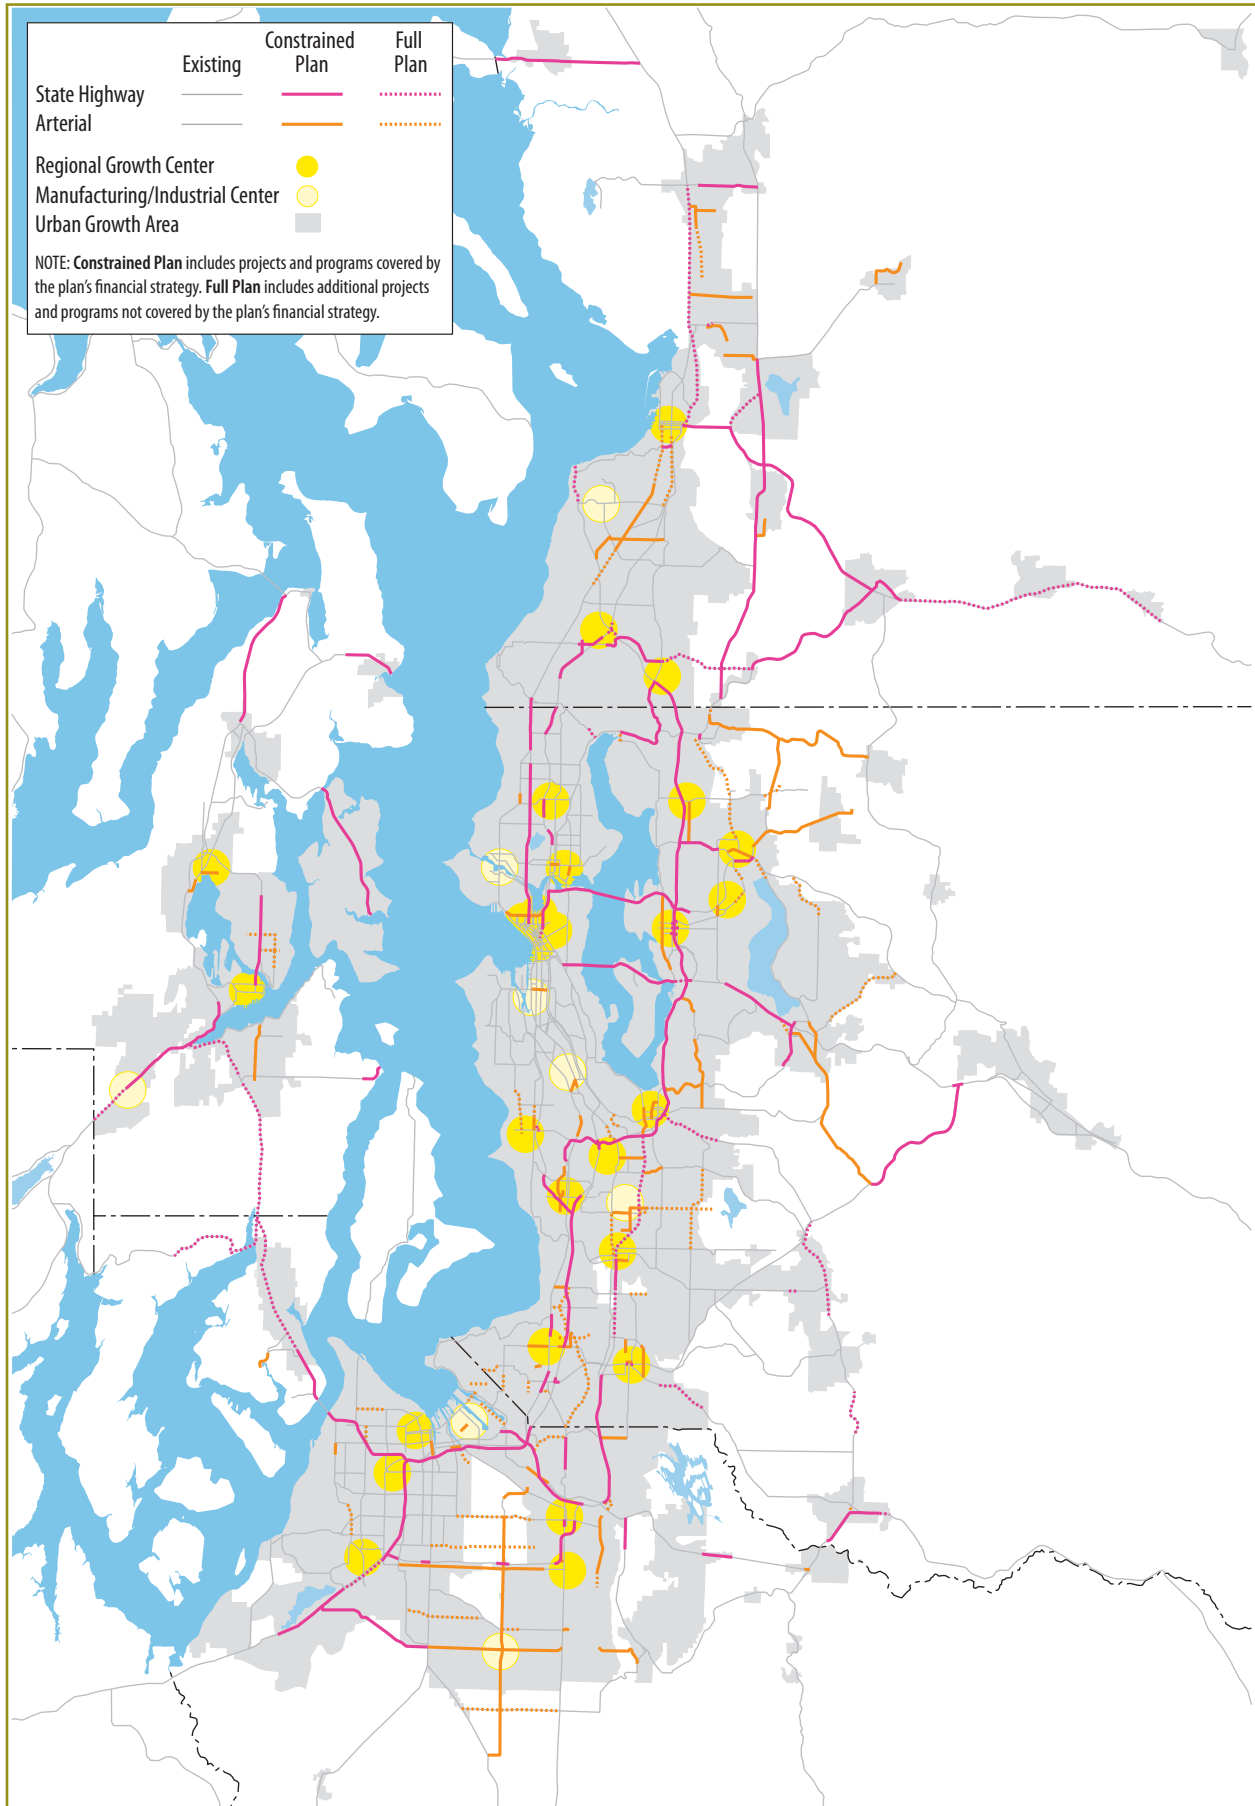 Existing
Constrained
Plan
Full
Plan
State Highway
Arterial
Regional Growth Center
Manufacturing/Industrial Center
Urban Growth Area
NOTE: Constrained Plan includes projects and programs covered by
the plan's financial strategy. Full Plan includes additional projects
and programs not covered by the plan's financial strategy.